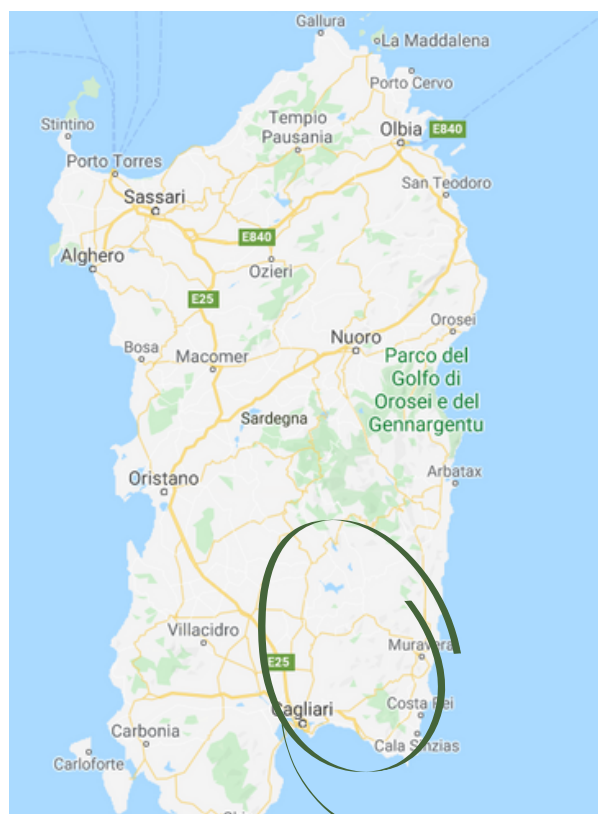 Gallura
La Maddalena
Porto Cervo
Tempio
Pausania
Olbia
E840
Stintino
Porto Torres
San Teodoro
Sassari
E840
Alghero
Ozieri
E25
Orosei
Nuoro
Bosa
Macomer
Parco del
Golfo di
Orosei e del
Gennargentu
Sardegna
Arbatax
Oristano
Villacidro
Muravera
E25
Costa Rei
Cagliari
Carbonia
Cala Sinzias
Carloforte